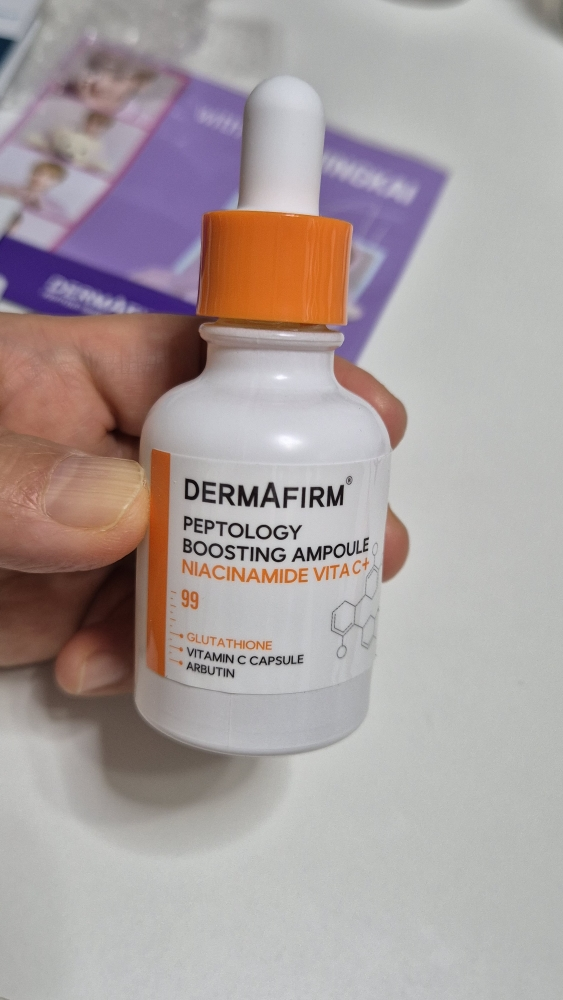 DERMAFIRM®
PEPTOLOGY
BOOSTING AMPOULE
NIACINAMIDE VITA C+
99
GLUTATHIONE
VITAMIN C CAPSULE
ARBUTIN